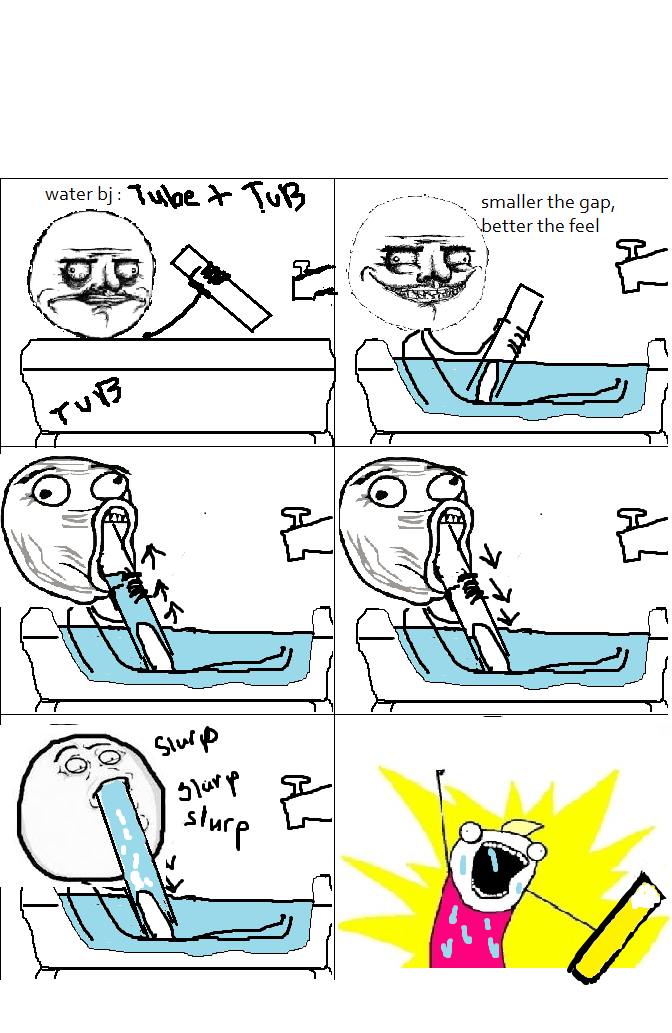 water bj : Tube + TUB
TUB
smaller the gap,
better the feel
slurp
slurp
slurp